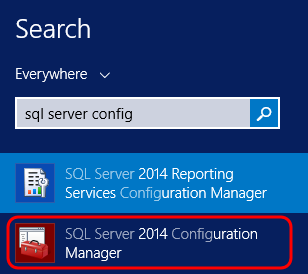 Search
Everywhere
sql server config
SQL Server 2014 Reporting
Services Configuration Manager
SQL Server 2014 Configuration
Manager